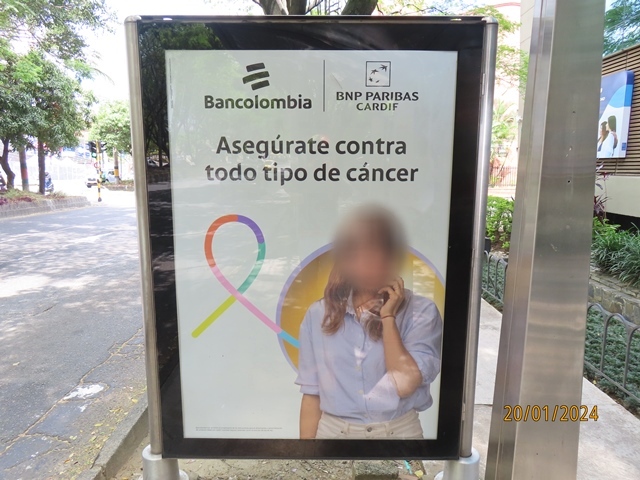 Bancolombia
BNP PARIBAS
CARDIF
Asegúrate contra
todo tipo de cáncer
20/01/2024